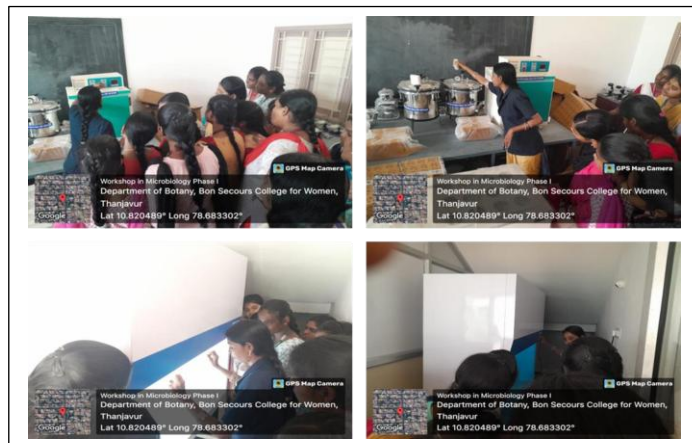 GPS Map Camera
Workshop in Microbiology Phase I
Department of Botany, Bon Secours College for Women,
Thanjavur
Lat 10.820489° Long 78.683302°
Google
GPS Map Camera
Workshop in Microbiology Phase I
Department of Botany, Bon Secours College for Women,
Thanjavur
Lat 10.820489° Long 78.683302°
Google
GPS Map Camera
Workshop in Microbiology Phase I
Department of Botany, Bon Secours College for Women,
Thanjavur
Lat 10.820489° Long 78.683302°
Google
GPS Map Camera
Workshop in Microbiology Phase I
Department of Botany, Bon Secours College for Women,
Thanjavur
Lat 10.820489° Long 78.683302°
Google